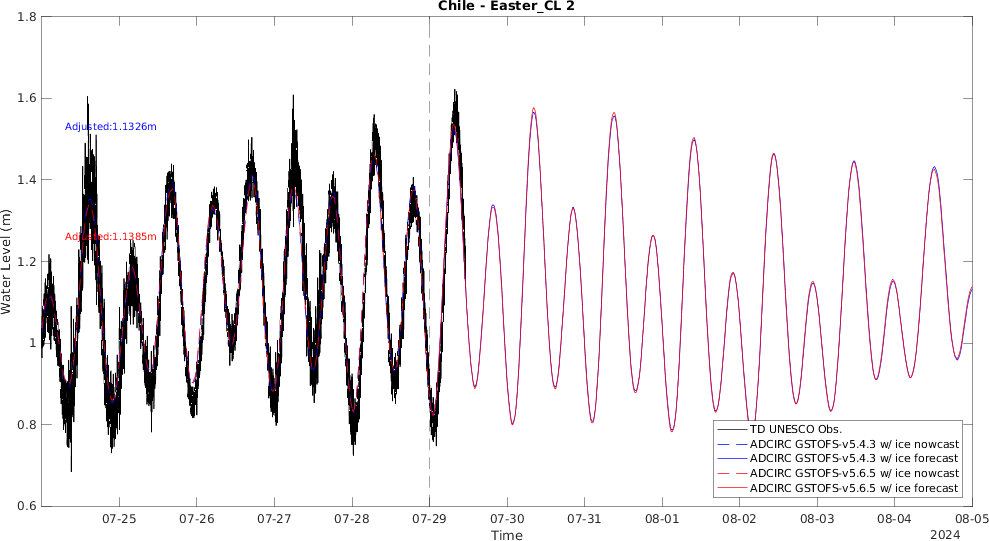 Chile - Easter_CL 2
Water Level (m)
1.8
1.6
1.4
1.2
1
0.8
0.6
Adjusted:1.1326m
Adjusted:1.1385m
TD UNESCO Obs.
ADCIRC GSTOFS-v5.4.3 w/ ice nowcast
ADCIRC GSTOFS-v5.4.3 w/ ice forecast
ADCIRC GSTOFS-v5.6.5 w/ ice nowcast
ADCIRC GSTOFS-v5.6.5 w/ ice forecast
07-25 07-26 07-27 07-28 07-29 07-30 07-31 08-01 08-02 08-03 08-04 08-05
Time
2024